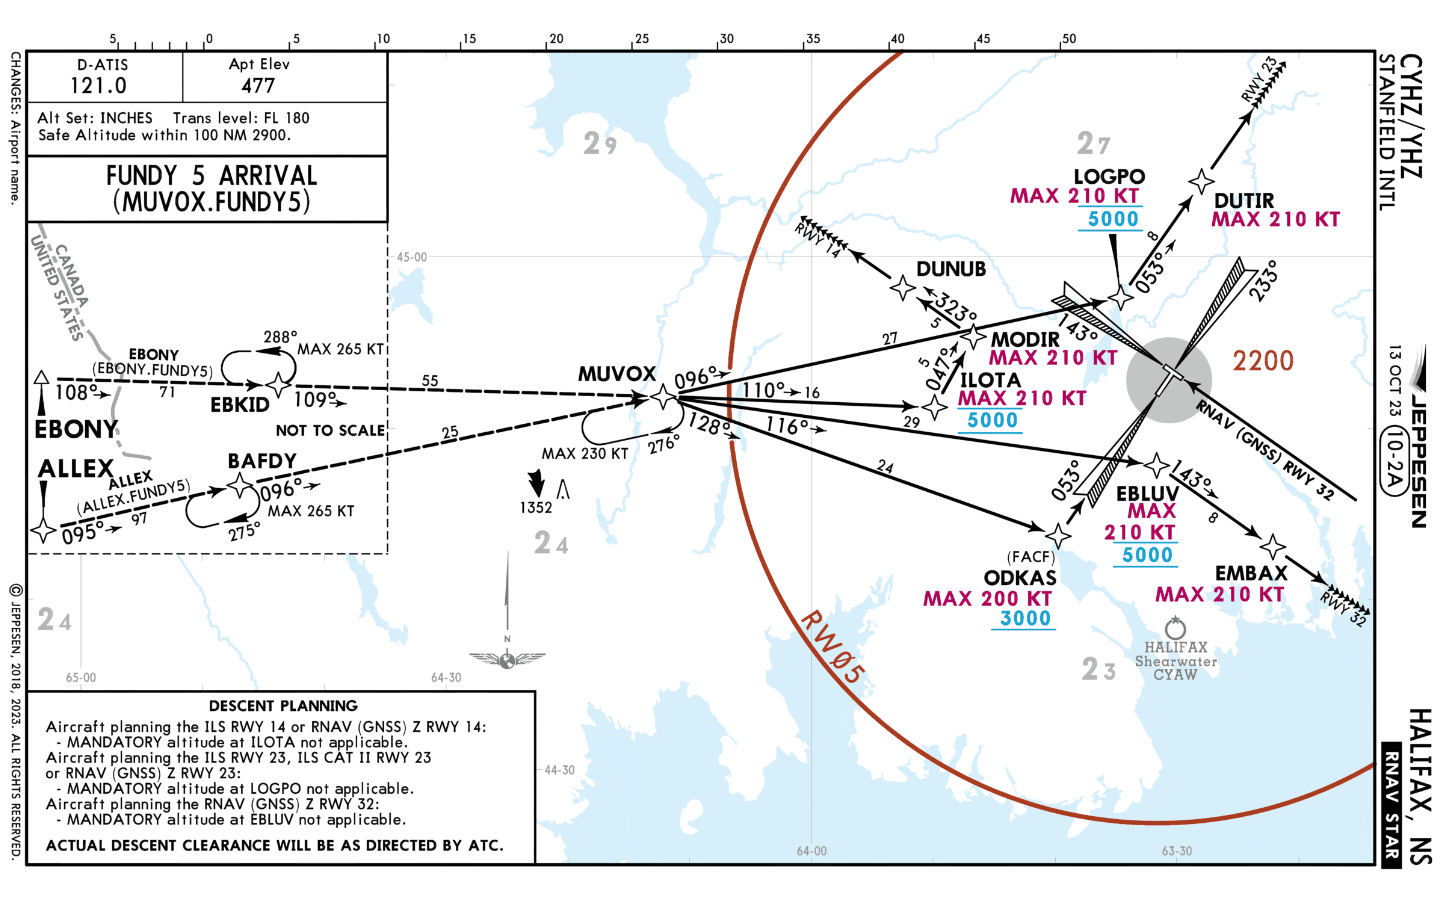 5 0 5 10 15 20 25 30 35 40 45 50
D-ATIS
121.0
Apt Elev
477
Alt Set: INCHES Trans level: FL 180
Safe Altitude within 100 NM 2900.
FUNDY 5 ARRIVAL
(MUVOX.FUNDY5)
CHANGES: Airport name.
© JEPPESEN, 2018, 2023. ALL RIGHTS RESERVED.
CYHZ/YHZ
STANFIELD INTL
13 OCT 23
10-2A
JEPPESEN
HALIFAX, NS
RNAV STAR
CANADA
UNITED STATES
EBONY
(EBONY.FUNDY5)
108°
71
EBONY
288°
MAX 265 KT
EBKID
109°
55
NOT TO SCALE
ALLEX
ALLEX
(ALLEX.FUNDY5)
095°
97
BAFDY
096°
MAX 265 KT
275°
25
MUVOX
MAX 230 KT
276°
1352
29
27
24
24
23
45-00
65-00
64-30
44-30
64-00
63-30
N
096°
27
110°
16
116°
29
128°
24
RWY 14
DUNUB
323°
5
MODIR
MAX 210 KT
5
047°
ILOTA
MAX 210 KT
5000
LOGPO
MAX 210 KT
5000
8
053°
DUTIR
MAX 210 KT
RWY 23
143°
233°
2200
RNAV (GNSS) RWY 32
053°
EBLUV
MAX
210 KT
5000
143°
8
EMBAX
MAX 210 KT
RWY 32
(FACF)
ODKAS
MAX 200 KT
3000
HALIFAX
Shearwater
CYAW
RWØ5
DESCENT PLANNING
Aircraft planning the ILS RWY 14 or RNAV (GNSS) Z RWY 14:
- MANDATORY altitude at ILOTA not applicable.
Aircraft planning the ILS RWY 23, ILS CAT II RWY 23
or RNAV (GNSS) Z RWY 23:
- MANDATORY altitude at LOGPO not applicable.
Aircraft planning the RNAV (GNSS) Z RWY 32:
- MANDATORY altitude at EBLUV not applicable.
ACTUAL DESCENT CLEARANCE WILL BE AS DIRECTED BY ATC.